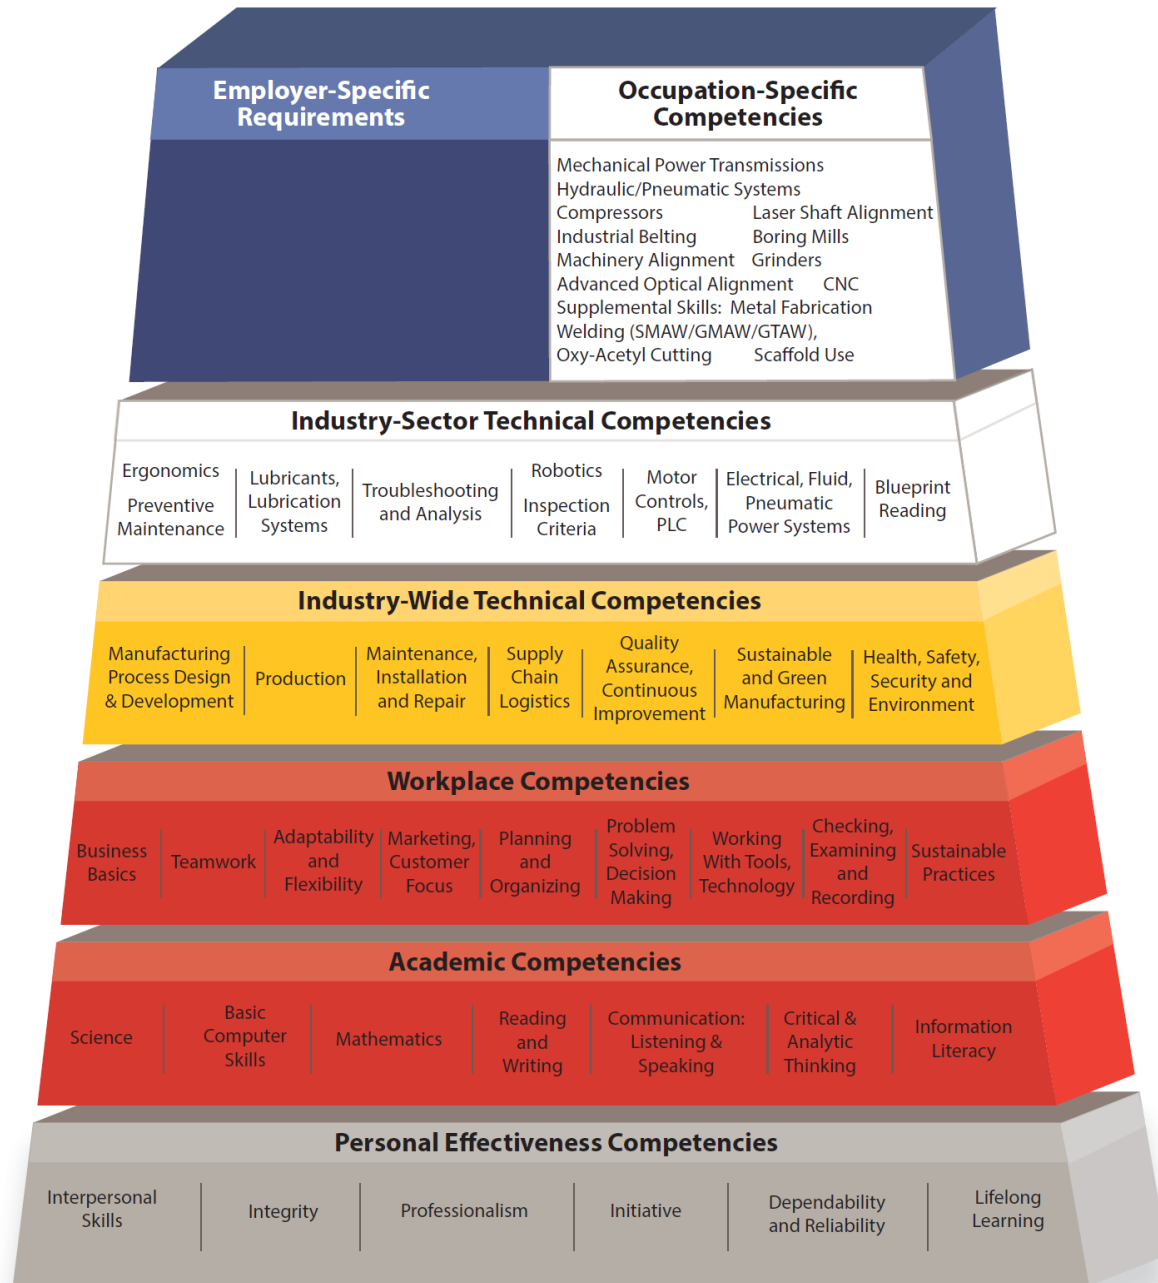 Employer-Specific
Requirements
Occupation-Specific
Competencies
Mechanical Power Transmissions
Hydraulic/Pneumatic Systems
Compressors Laser Shaft Alignment
Industrial Belting Boring Mills
Machinery Alignment Grinders
Advanced Optical Alignment CNC
Supplemental Skills: Metal Fabrication
Welding (SMAW/GMAW/GTAW),
Oxy-Acetyl Cutting Scaffold Use
Industry-Sector Technical Competencies
Ergonomics
Preventive
Maintenance
Lubricants,
Lubrication
Systems
Troubleshooting
and Analysis
Robotics
Inspection
Criteria
Motor
Controls,
PLC
Electrical, Fluid,
Pneumatic
Power Systems
Blueprint
Reading
Industry-Wide Technical Competencies
Manufacturing
Process Design
& Development
Production
Maintenance,
Installation
and Repair
Supply
Chain
Logistics
Quality
Assurance,
Continuous
Improvement
Sustainable
and Green
Manufacturing
Health, Safety,
Security and
Environment
Workplace Competencies
Business
Basics
Teamwork
Adaptability
and
Flexibility
Marketing,
Customer
Focus
Planning
and
Organizing
Problem
Solving,
Decision
Making
Working
With Tools,
Technology
Checking,
Examining
and
Recording
Sustainable
Practices
Academic Competencies
Science
Basic
Computer
Skills
Mathematics
Reading
and
Writing
Communication:
Listening &
Speaking
Critical &
Analytic
Thinking
Information
Literacy
Personal Effectiveness Competencies
Interpersonal
Skills
Integrity
Professionalism
Initiative
Dependability
and Reliability
Lifelong
Learning